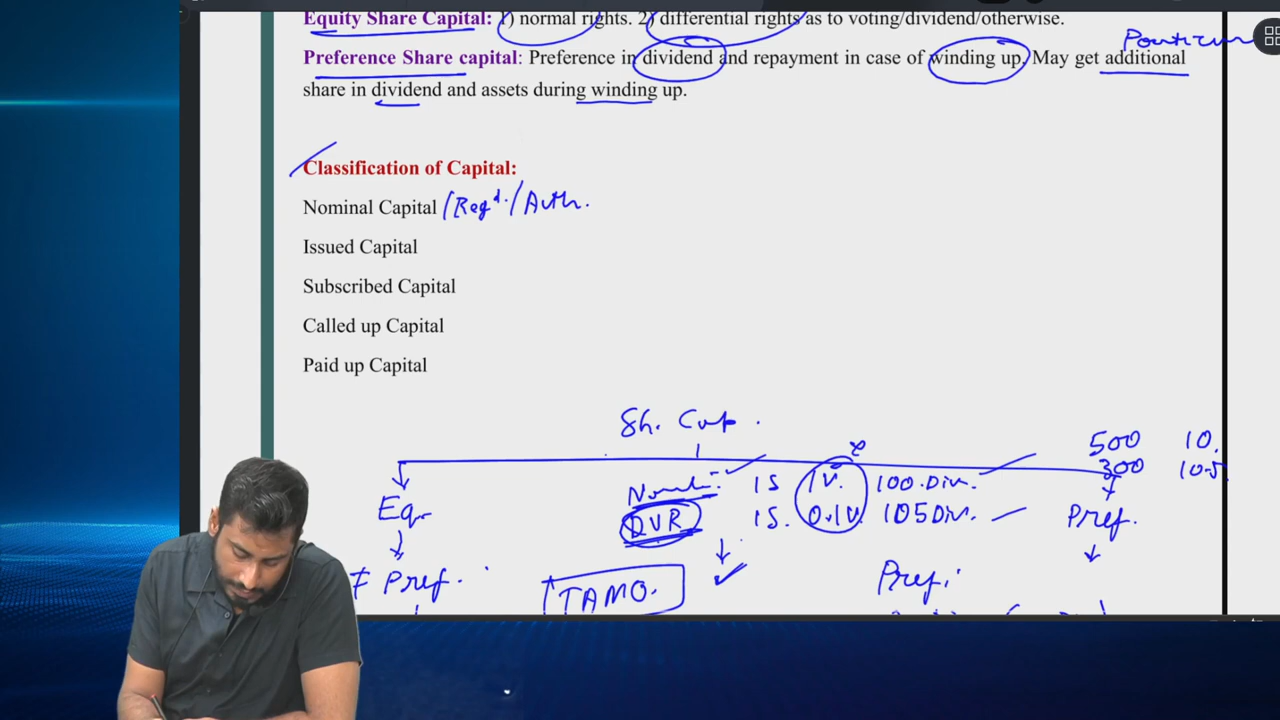 Equity Share Capital: 1) normal rights. 2) differential rights as to voting/dividend/otherwise.
Preference Share capital: Preference in dividend and repayment in case of winding up. May get additional
share in dividend and assets during winding up.
Classification of Capital:
Nominal Capital /Regd./Auth.
Issued Capital
Subscribed Capital
Called up Capital
Paid up Capital
Sh. Cap.
500 10.
300 10.5
1S 1V. 100.Div.
Eq. DVR 1S. 0.1V. 105Div. Pref.
≠ Pref. TAMO. Pref.